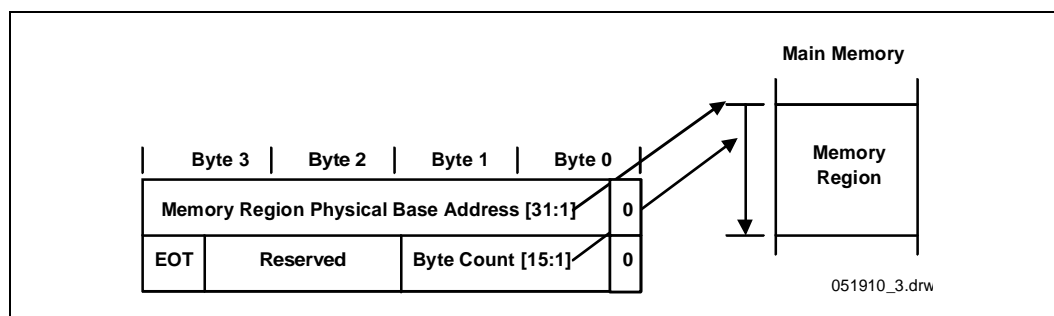 Main Memory
Byte 3 Byte 2 Byte 1 Byte 0
Memory
Region
Memory Region Physical Base Address [31:1] 0
EOT Reserved Byte Count [15:1] 0
051910_3.drw